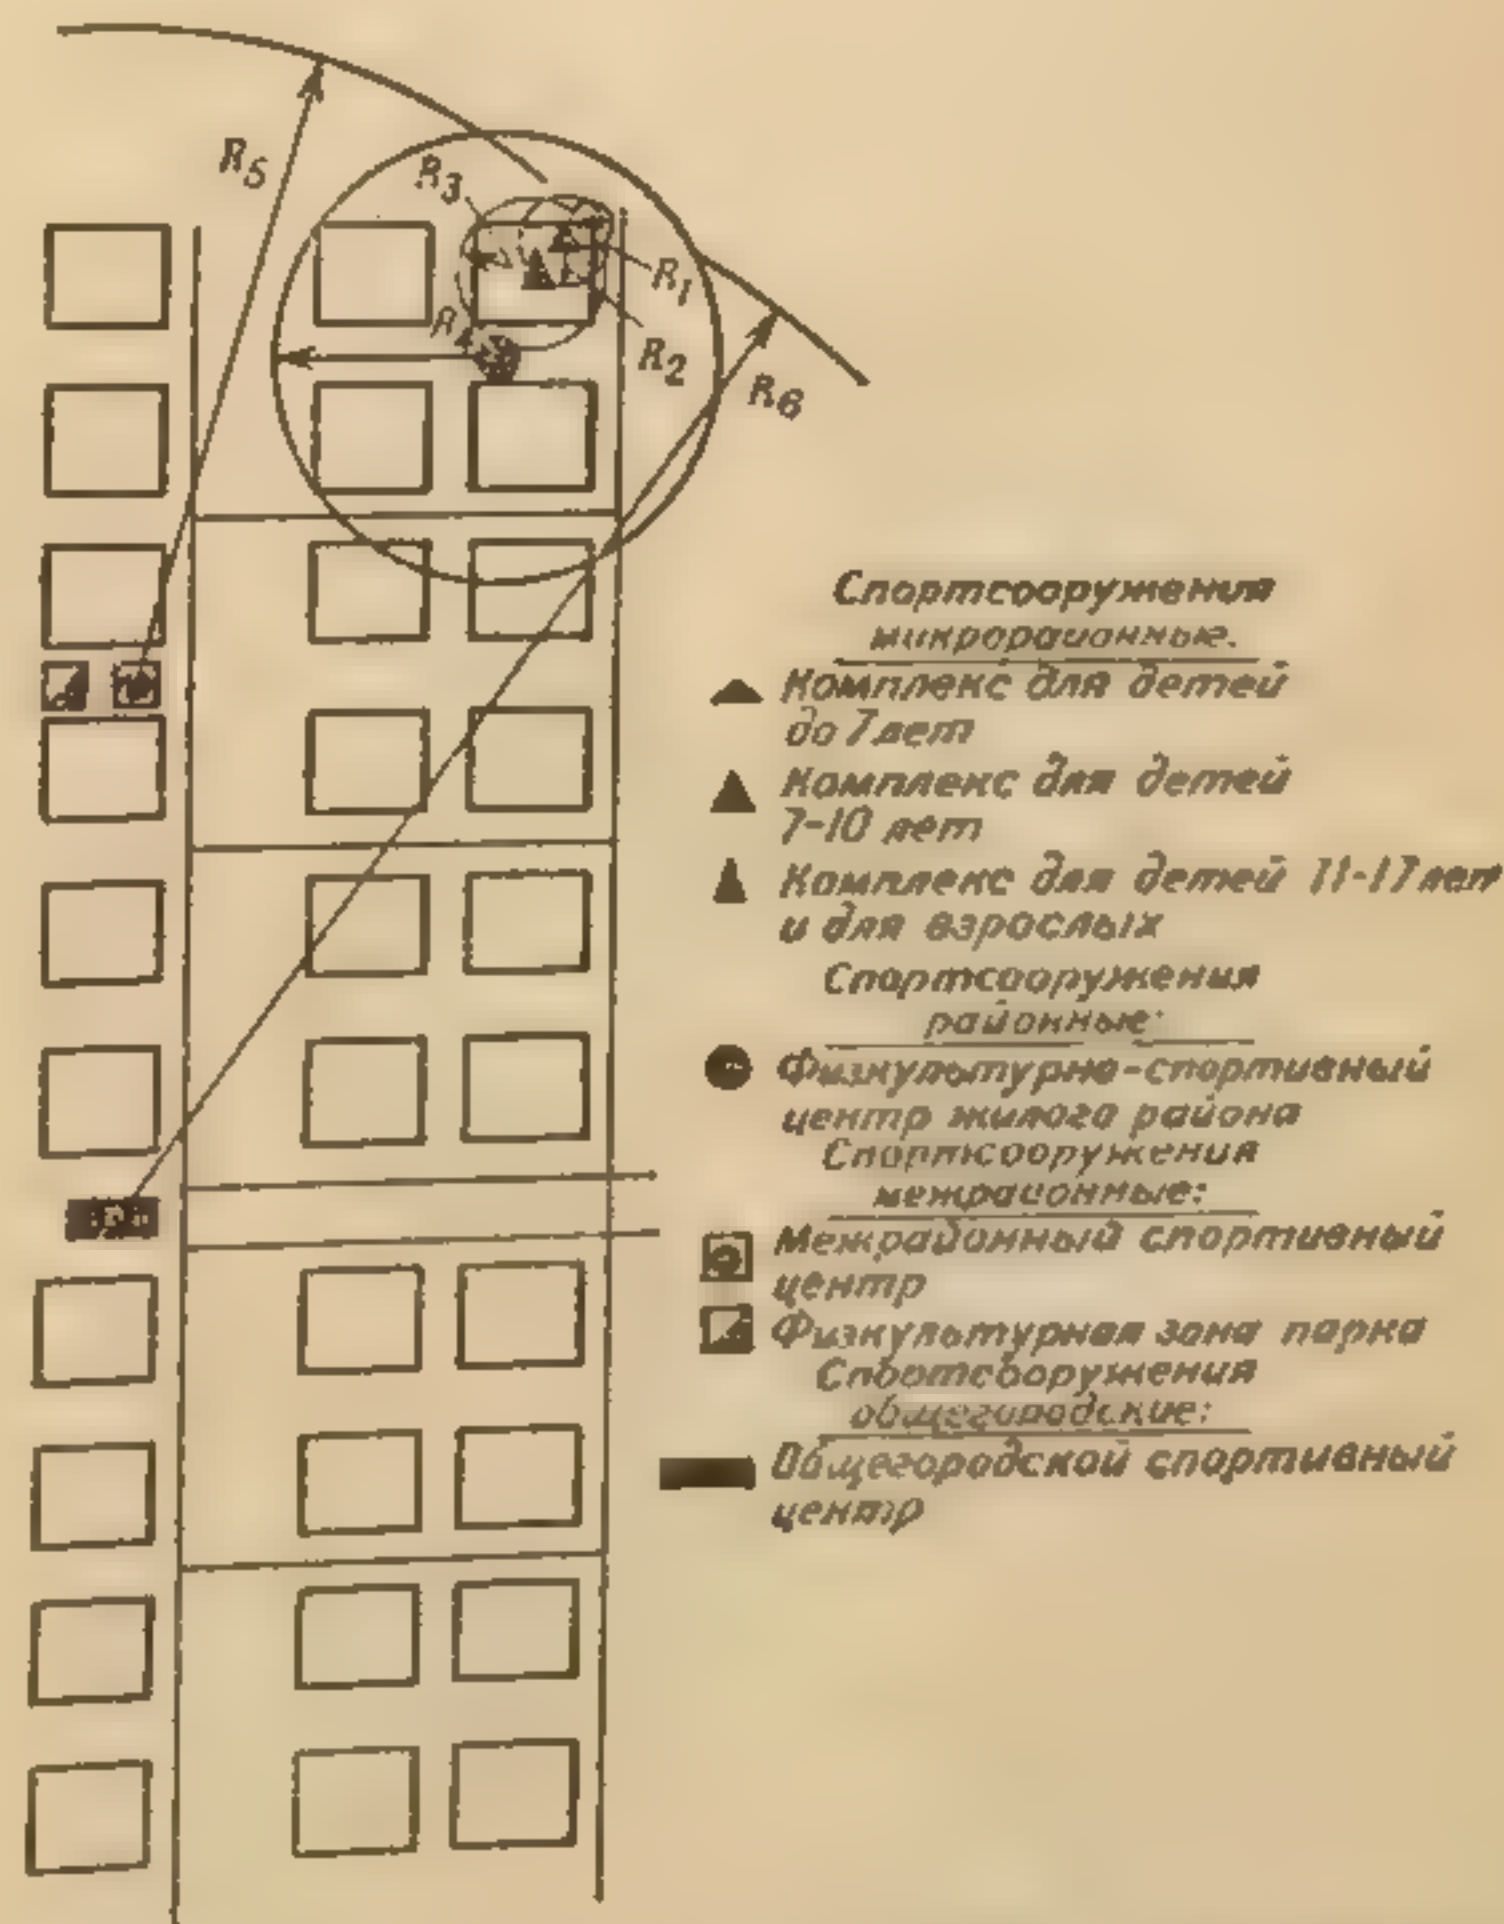 R5
R3
R1
R4
R2
R6
Спортсооружения
микрорайонные.
Комплекс для детей
до 7 лет
Комплекс для детей
7-10 лет
Комплекс для детей 11-17 лет
и для взрослых
Спортсооружения
районные:
Физкультурно-спортивный
центр жилого района
Спортсооружения
межрайонные:
Межрайонный спортивный
центр
Физкультурная зона парка
Спортсооружения
общегородские:
Общегородской спортивный
центр